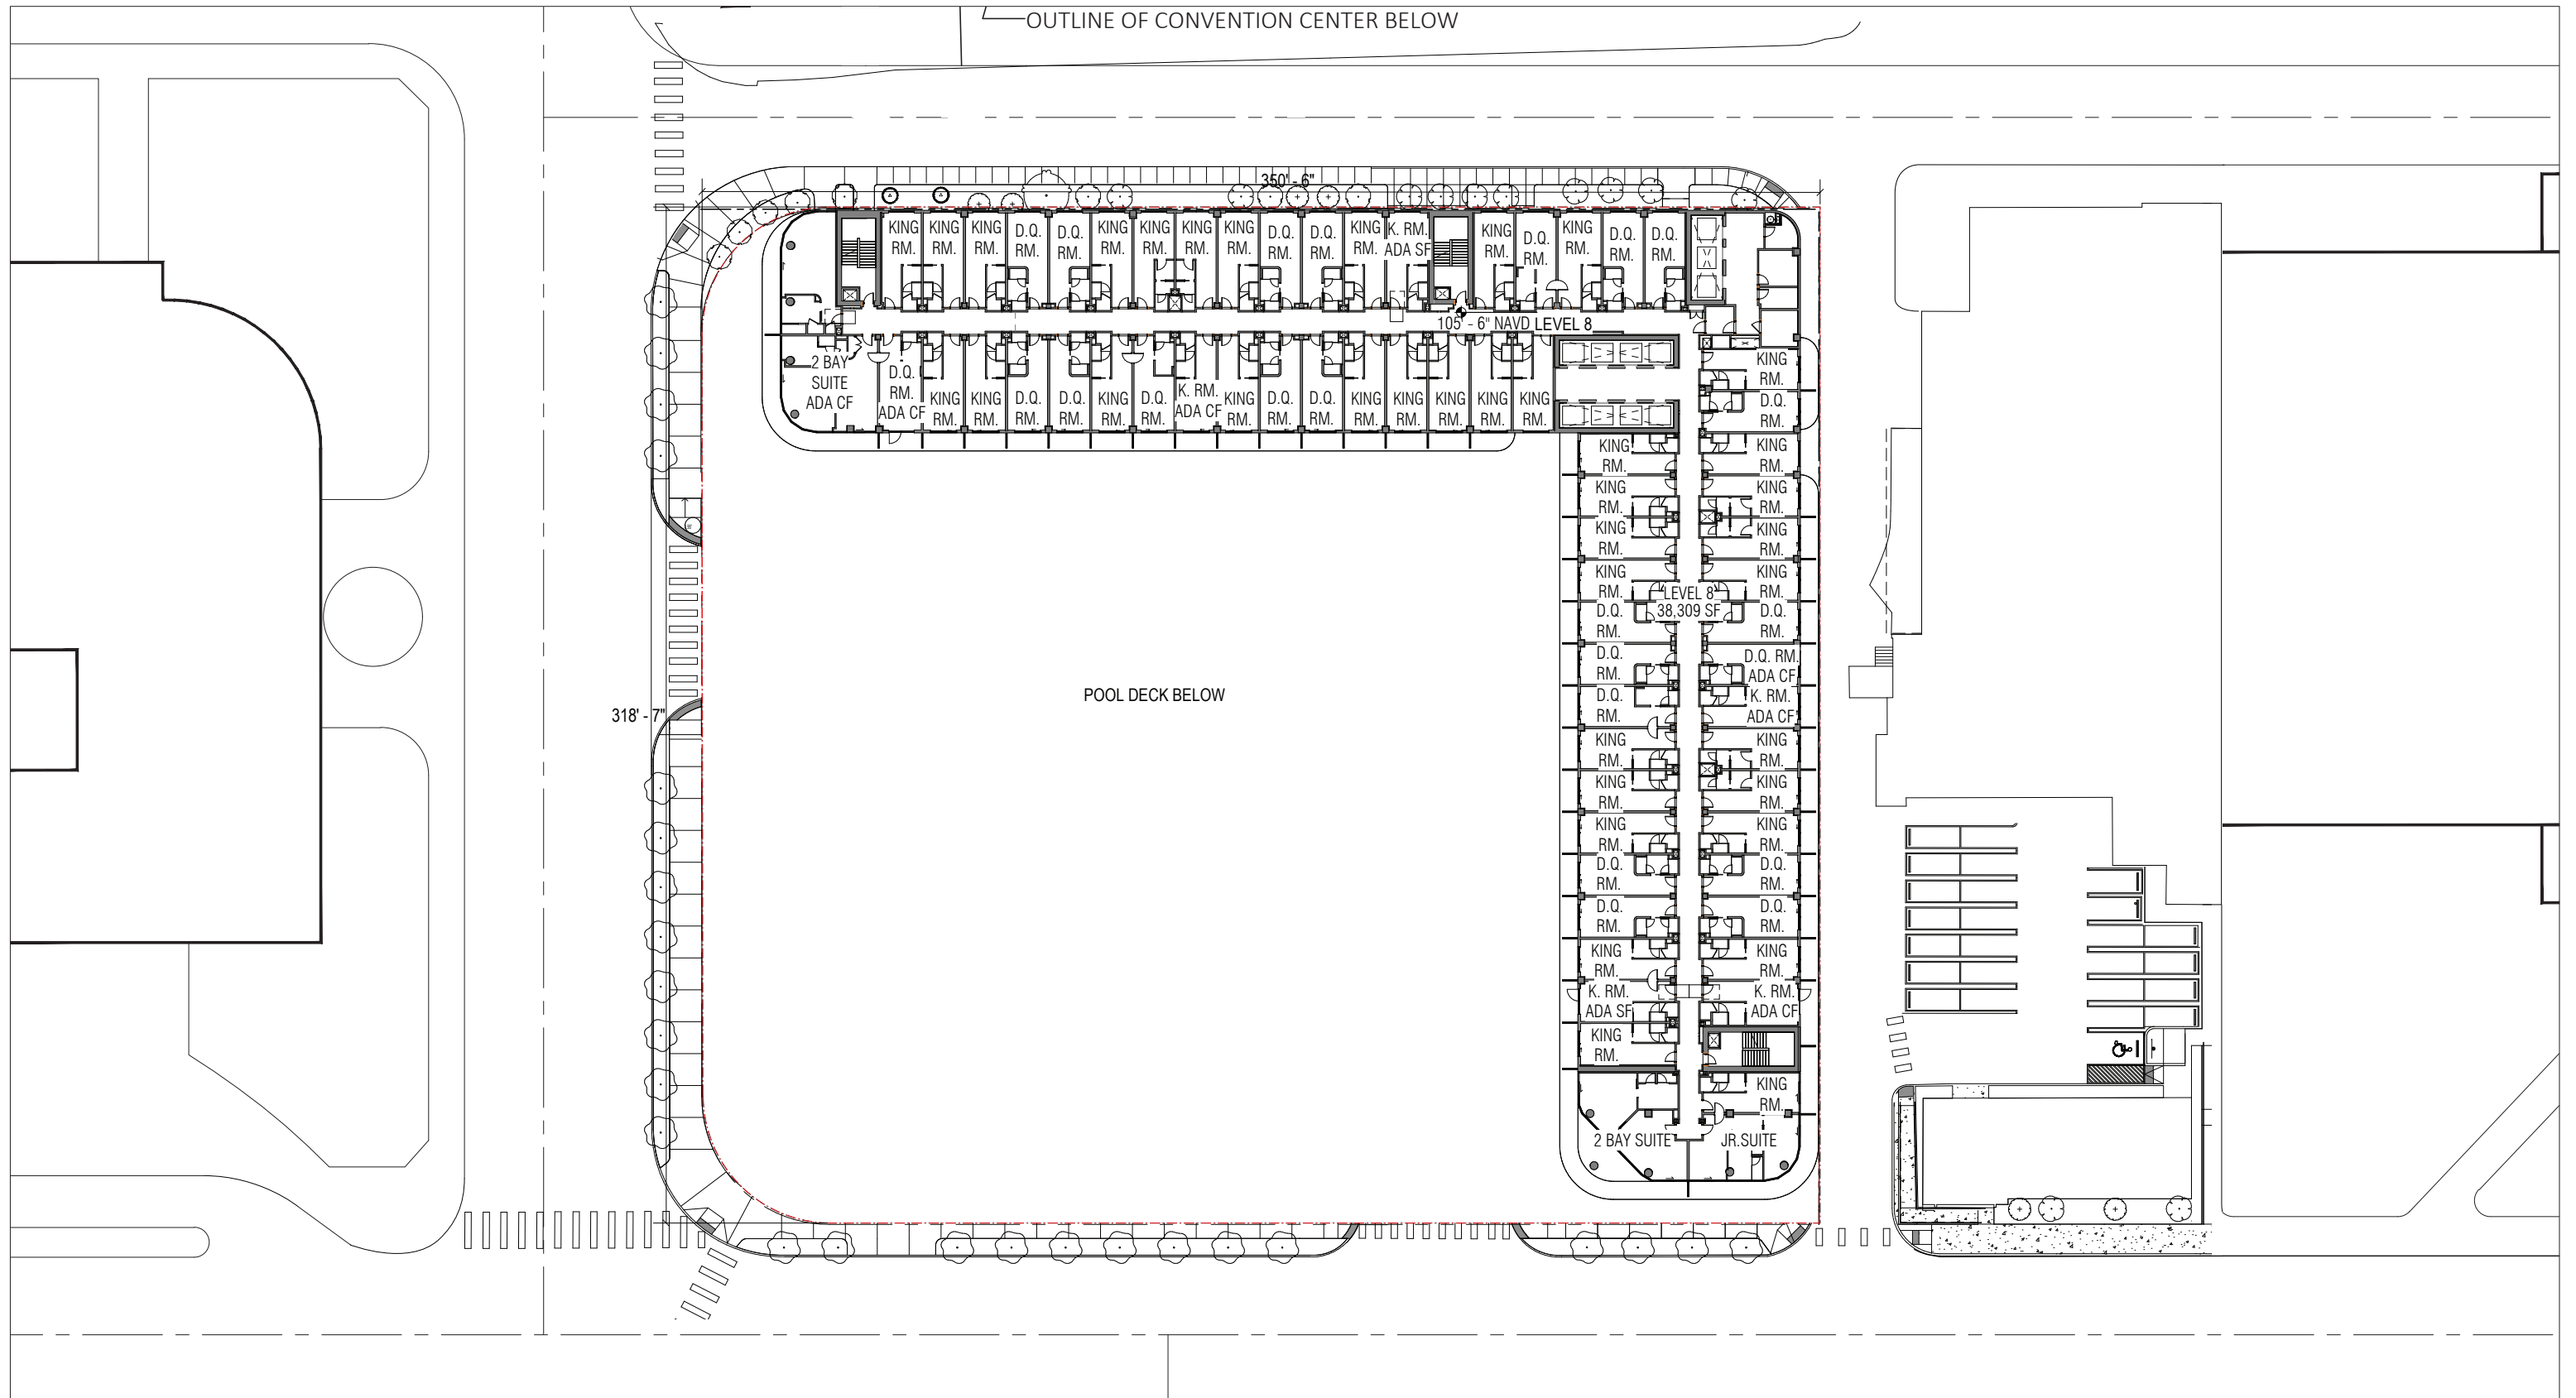 OUTLINE OF CONVENTION CENTER BELOW
350' - 6"
KING
RM.
KING
RM.
KING
RM.
D.Q.
RM.
D.Q.
RM.
KING
RM.
KING
RM.
KING
RM.
KING
RM.
D.Q.
RM.
D.Q.
RM.
KING
RM.
K. RM.
ADA SF
KING
RM.
D.Q.
RM.
KING
RM.
D.Q.
RM.
D.Q.
RM.
105' - 6" NAVD LEVEL 8
2 BAY
SUITE
ADA CF
D.Q.
RM.
ADA CF
KING
RM.
KING
RM.
D.Q.
RM.
D.Q.
RM.
KING
RM.
D.Q.
RM.
K. RM.
ADA CF
KING
RM.
D.Q.
RM.
D.Q.
RM.
KING
RM.
KING
RM.
KING
RM.
KING
RM.
KING
RM.
KING
RM.
D.Q.
RM.
KING
RM.
KING
RM.
KING
RM.
KING
RM.
KING
RM.
KING
RM.
KING
RM.
KING
RM.
LEVEL 8
38,309 SF
D.Q.
RM.
D.Q.
RM.
D.Q.
RM.
D.Q. RM.
ADA CF
D.Q.
RM.
K. RM.
ADA CF
POOL DECK BELOW
318' - 7"
KING
RM.
KING
RM.
KING
RM.
KING
RM.
KING
RM.
KING
RM.
D.Q.
RM.
D.Q.
RM.
D.Q.
RM.
D.Q.
RM.
KING
RM.
KING
RM.
K. RM.
ADA SF
K. RM.
ADA CF
KING
RM.
KING
RM.
2 BAY SUITE
JR.SUITE